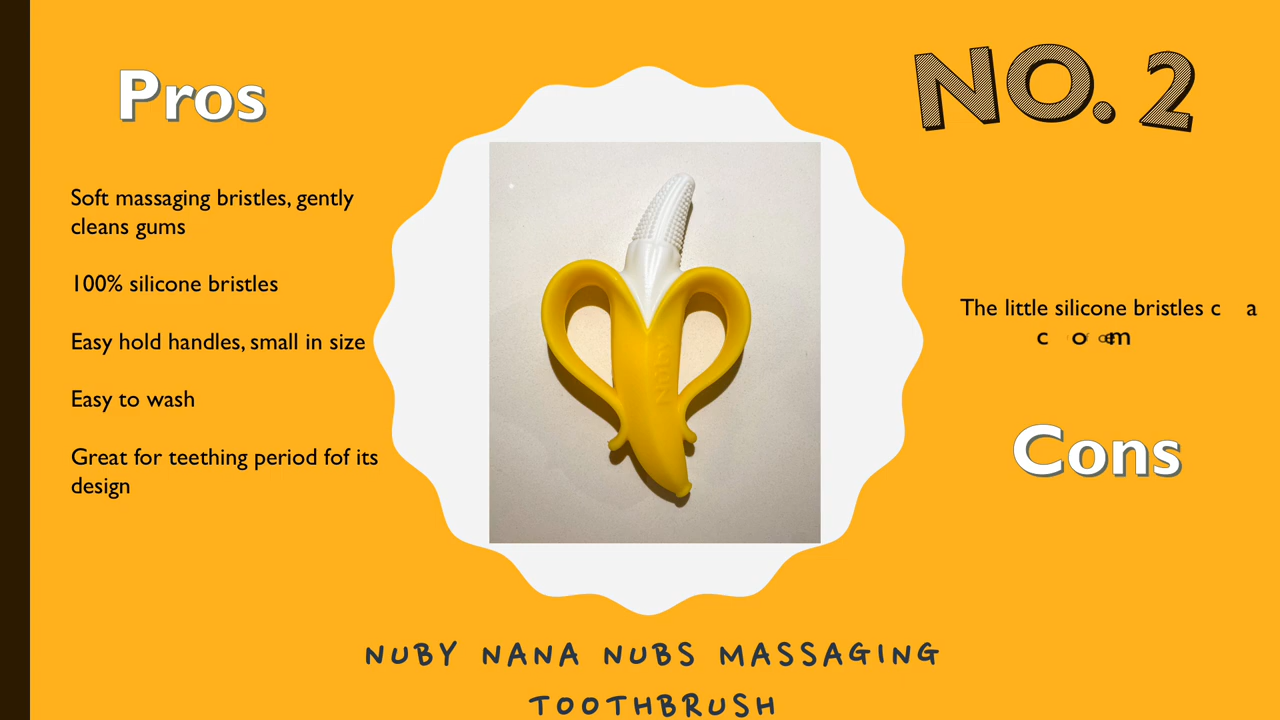 Pros
NO. 2
Soft massaging bristles, gently
cleans gums
100% silicone bristles
Easy hold handles, small in size
Easy to wash
Great for teething period fof its
design
Nuby
The little silicone bristles
Cons
NUBY NANA NUBS MASSAGING
TOOTHBRUSH